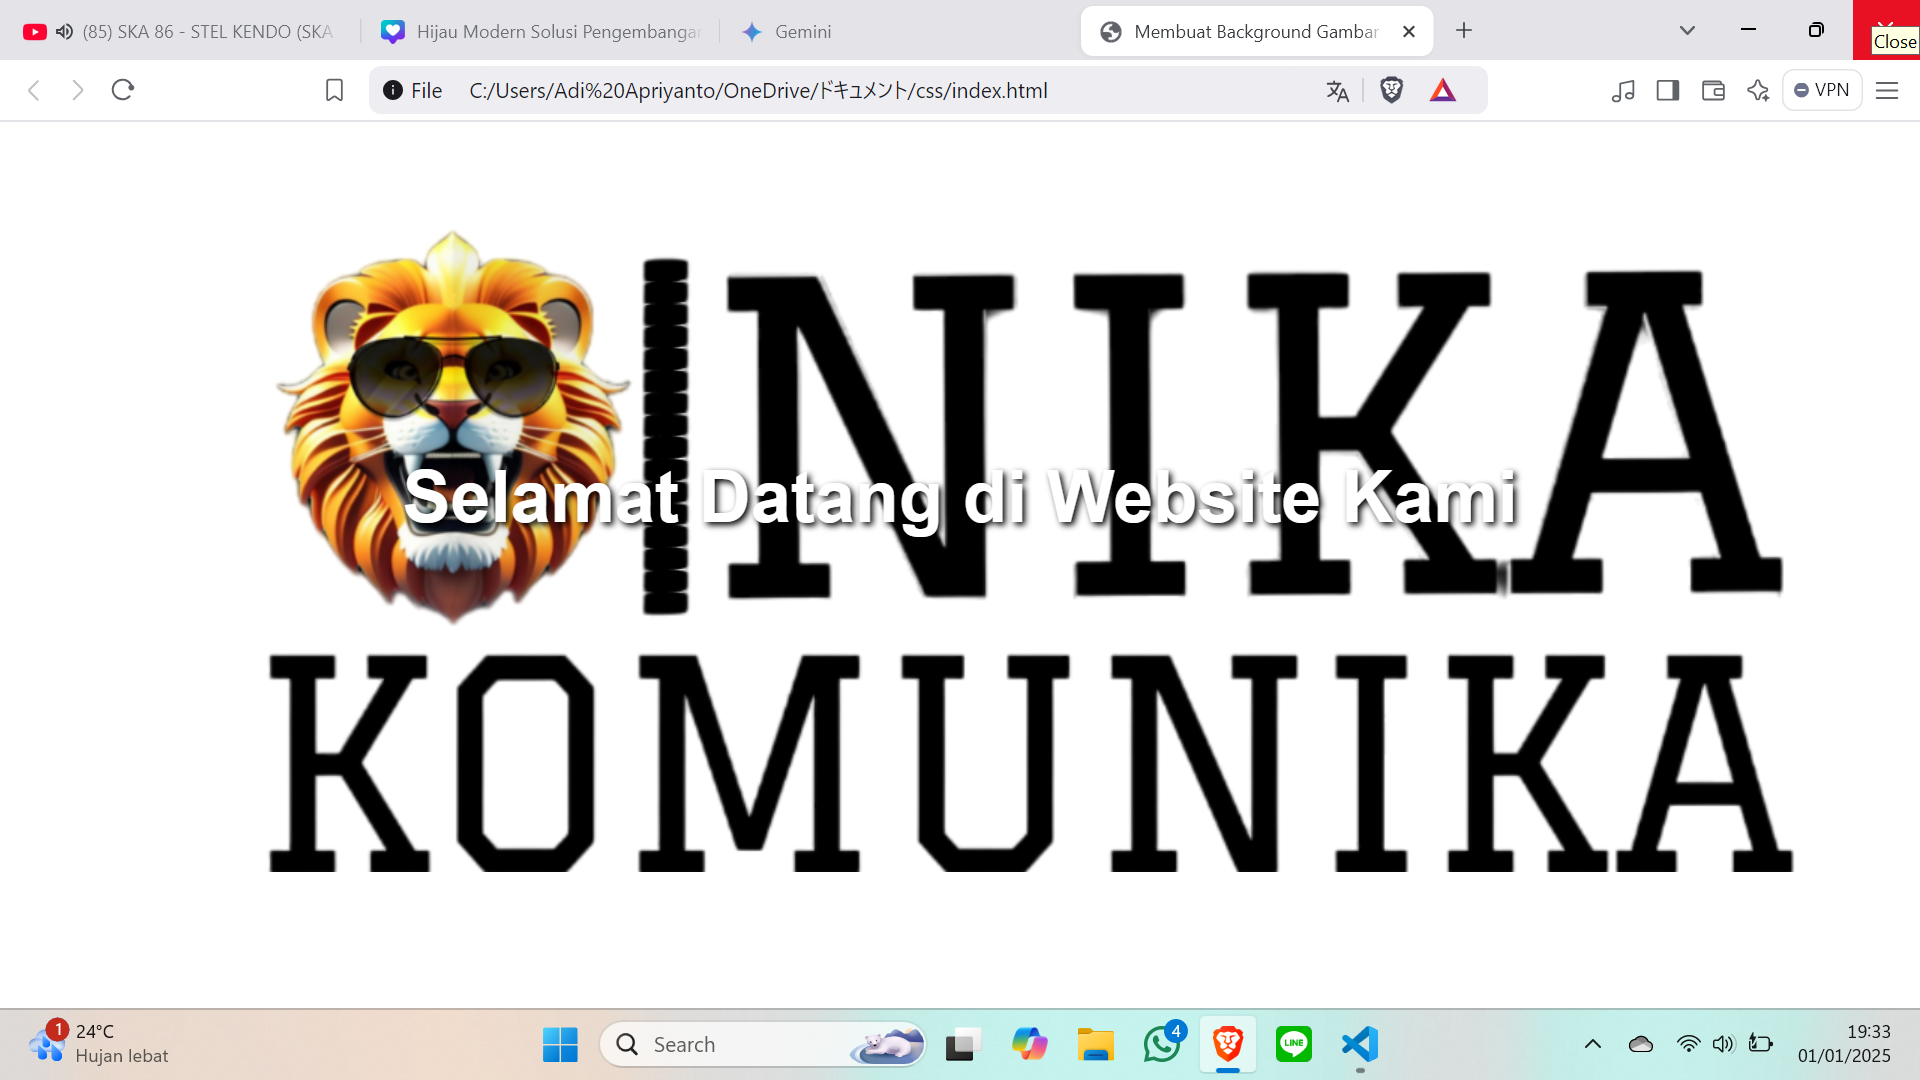 (85) SKA 86 - STEL KENDO (SKA
Hijau Modern Solusi Pengembangar
Gemini
Membuat Background Gambar
Close
File
C:/Users/Adi%20Apriyanto/OneDrive/ドキュメント/css/index.html
VPN
NIKA
Selamat Datang di Website Kami
KOMUNIKA
1
24°C
Hujan lebat
Search
4
LINE
19:33
01/01/2025